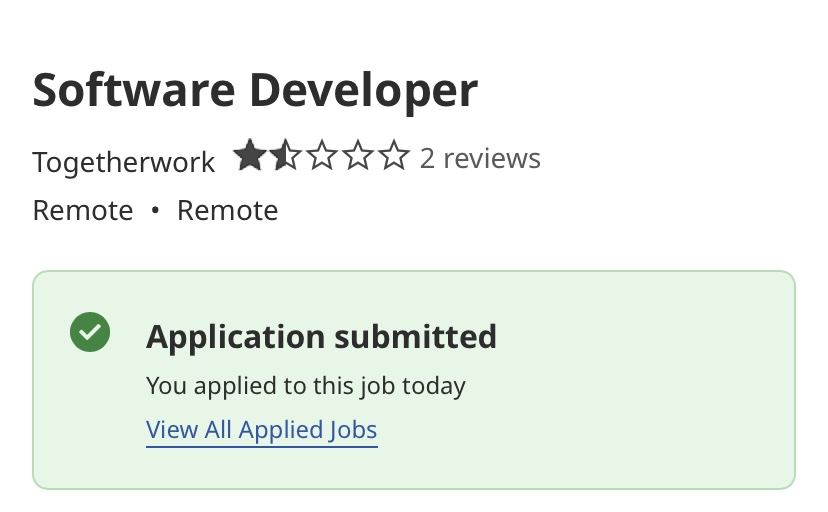 Software Developer
Togetherwork 2 reviews
Remote • Remote
Application submitted
You applied to this job today
View All Applied Jobs